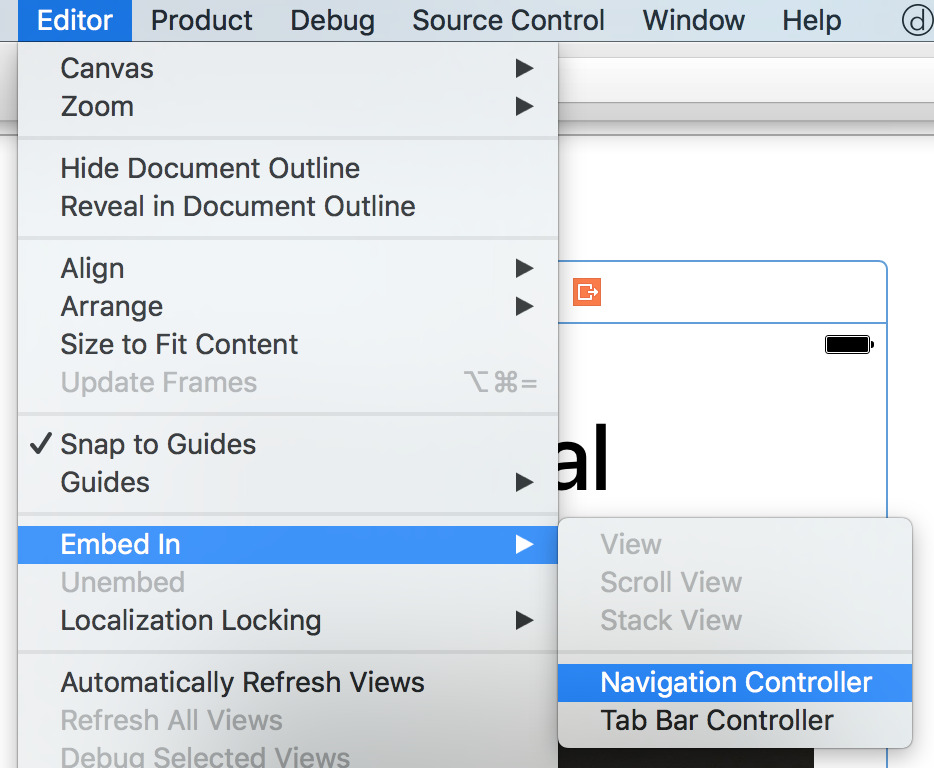 Editor Product Debug Source Control Window Help d
Canvas
Zoom
Hide Document Outline
Reveal in Document Outline
Align
Arrange
Size to Fit Content
Update Frames ⌥⌘=
✓ Snap to Guides
Guides
al
Embed In
Unembed
Localization Locking
Automatically Refresh Views
Refresh All Views
Debug Selected Views
View
Scroll View
Stack View
Navigation Controller
Tab Bar Controller